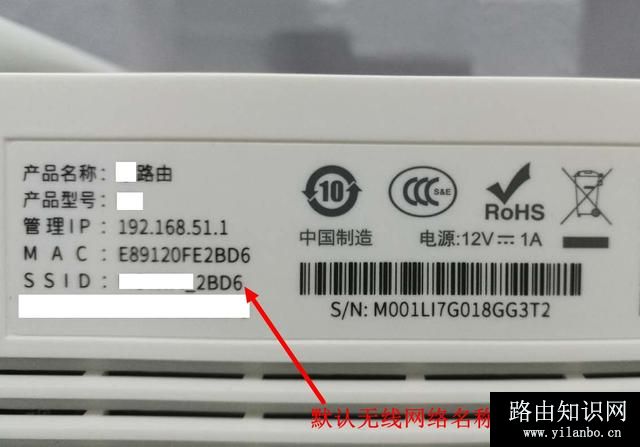 产品名称: 路由
产品型号:
管理IP: 192.168.51.1
MAC: E89120FE2BD6
SSID: _2BD6
10
中国制造
CCC S&E
RoHS
电源:12V⎓1A
S/N: M001LI7G018GG3T2
默认无线网络名称
路由知识网
www.yilanbo.cn